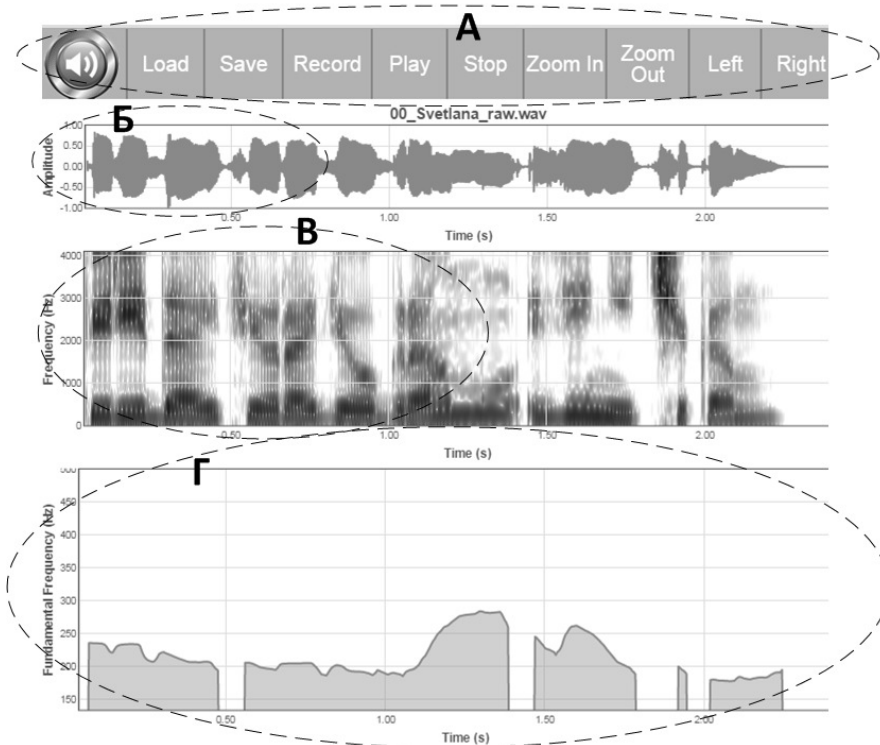 А
Load Save Record Play Stop Zoom In Zoom Out Left Right
Б
00_Svetlana_raw.wav
Amplitude
1.00
0.50
0.00
-0.50
-1.00
0.50 1.00 1.50 2.00
Time (s)
В
Frequency (Hz)
4000
3000
2000
1000
0
0.50 1.00 1.50 2.00
Time (s)
Г
Fundamental Frequency (Hz)
500
450
400
350
300
250
200
150
0.50 1.00 1.50 2.00
Time (s)